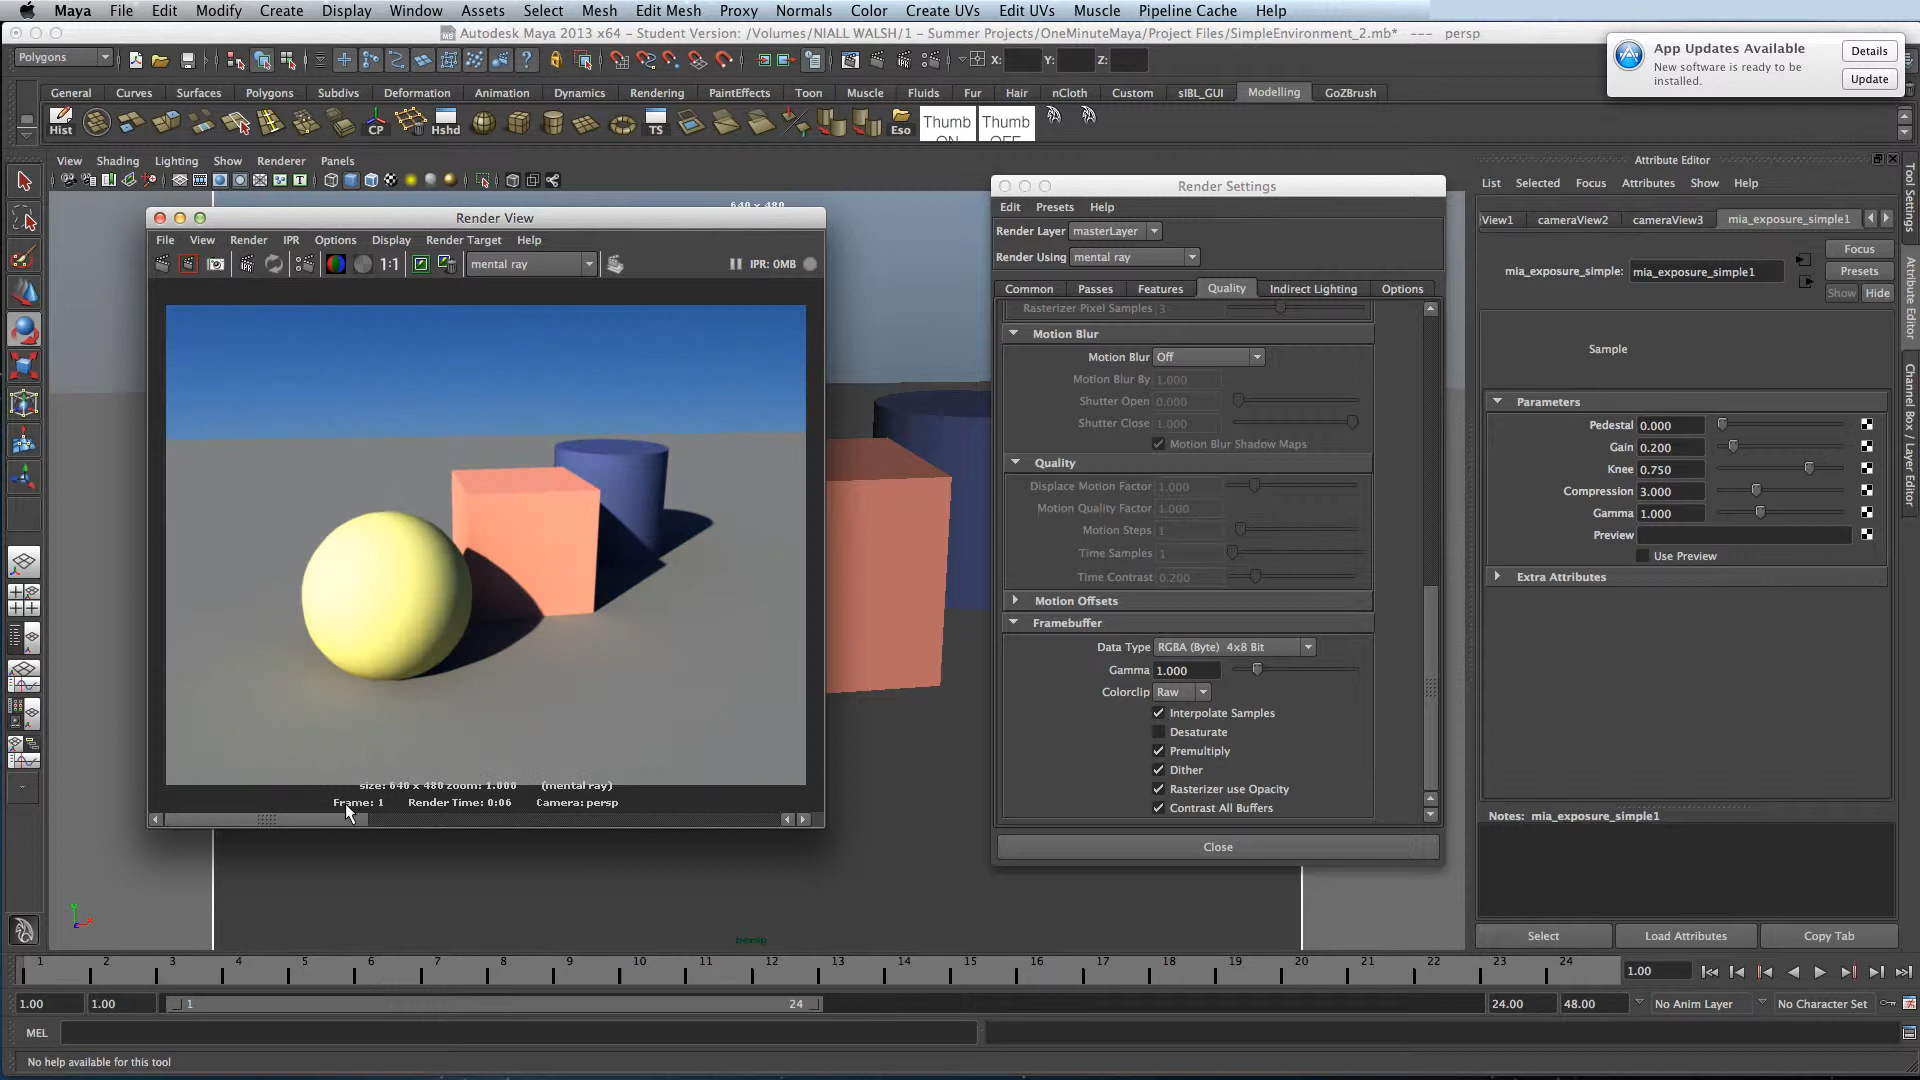 Maya File Edit Modify Create Display Window Assets Select Mesh Edit Mesh Proxy Normals Color Create UVs Edit UVs Muscle Pipeline Cache Help
Autodesk Maya 2013 x64 – Student Version: /Volumes/NIALL WALSH/1 – Summer Projects/OneMinuteMaya/Project Files/SimpleEnvironment_2.mb* --- persp
App Updates Available
New software is ready to be installed.
Details
Update
Polygons
X: Y: Z:
General Curves Surfaces Polygons Subdivs Deformation Animation Dynamics Rendering PaintEffects Toon Muscle Fluids Fur Hair nCloth Custom sIBL_GUI Modelling GoZBrush
Hist CP Hshd TS Eso Thumb ON Thumb OFF
View Shading Lighting Show Renderer Panels
640 x 480
Render View
File View Render IPR Options Display Render Target Help
1:1 mental ray IPR: 0MB
size: 640 x 480 zoom: 1.000 (mental ray)
Frame: 1 Render Time: 0:06 Camera: persp
persp
Render Settings
Edit Presets Help
Render Layer masterLayer
Render Using mental ray
Common Passes Features Quality Indirect Lighting Options
Rasterizer Pixel Samples 3
Motion Blur
Motion Blur Off
Motion Blur By 1.000
Shutter Open 0.000
Shutter Close 1.000
Motion Blur Shadow Maps
Quality
Displace Motion Factor 1.000
Motion Quality Factor 1.000
Motion Steps 1
Time Samples 1
Time Contrast 0.200
Motion Offsets
Framebuffer
Data Type RGBA (Byte) 4x8 Bit
Gamma 1.000
Colorclip Raw
Interpolate Samples
Desaturate
Premultiply
Dither
Rasterizer use Opacity
Contrast All Buffers
Close
Attribute Editor
List Selected Focus Attributes Show Help
View1 cameraView2 cameraView3 mia_exposure_simple1
mia_exposure_simple: mia_exposure_simple1
Focus
Presets
Show Hide
Sample
Parameters
Pedestal 0.000
Gain 0.200
Knee 0.750
Compression 3.000
Gamma 1.000
Preview
Use Preview
Extra Attributes
Notes: mia_exposure_simple1
Select Load Attributes Copy Tab
Tool Settings
Attribute Editor
Channel Box / Layer Editor
1 2 3 4 5 6 7 8 9 10 11 12 13 14 15 16 17 18 19 20 21 22 23 24 1.00
1.00 1.00 1 24 24.00 48.00 No Anim Layer No Character Set
MEL
No help available for this tool